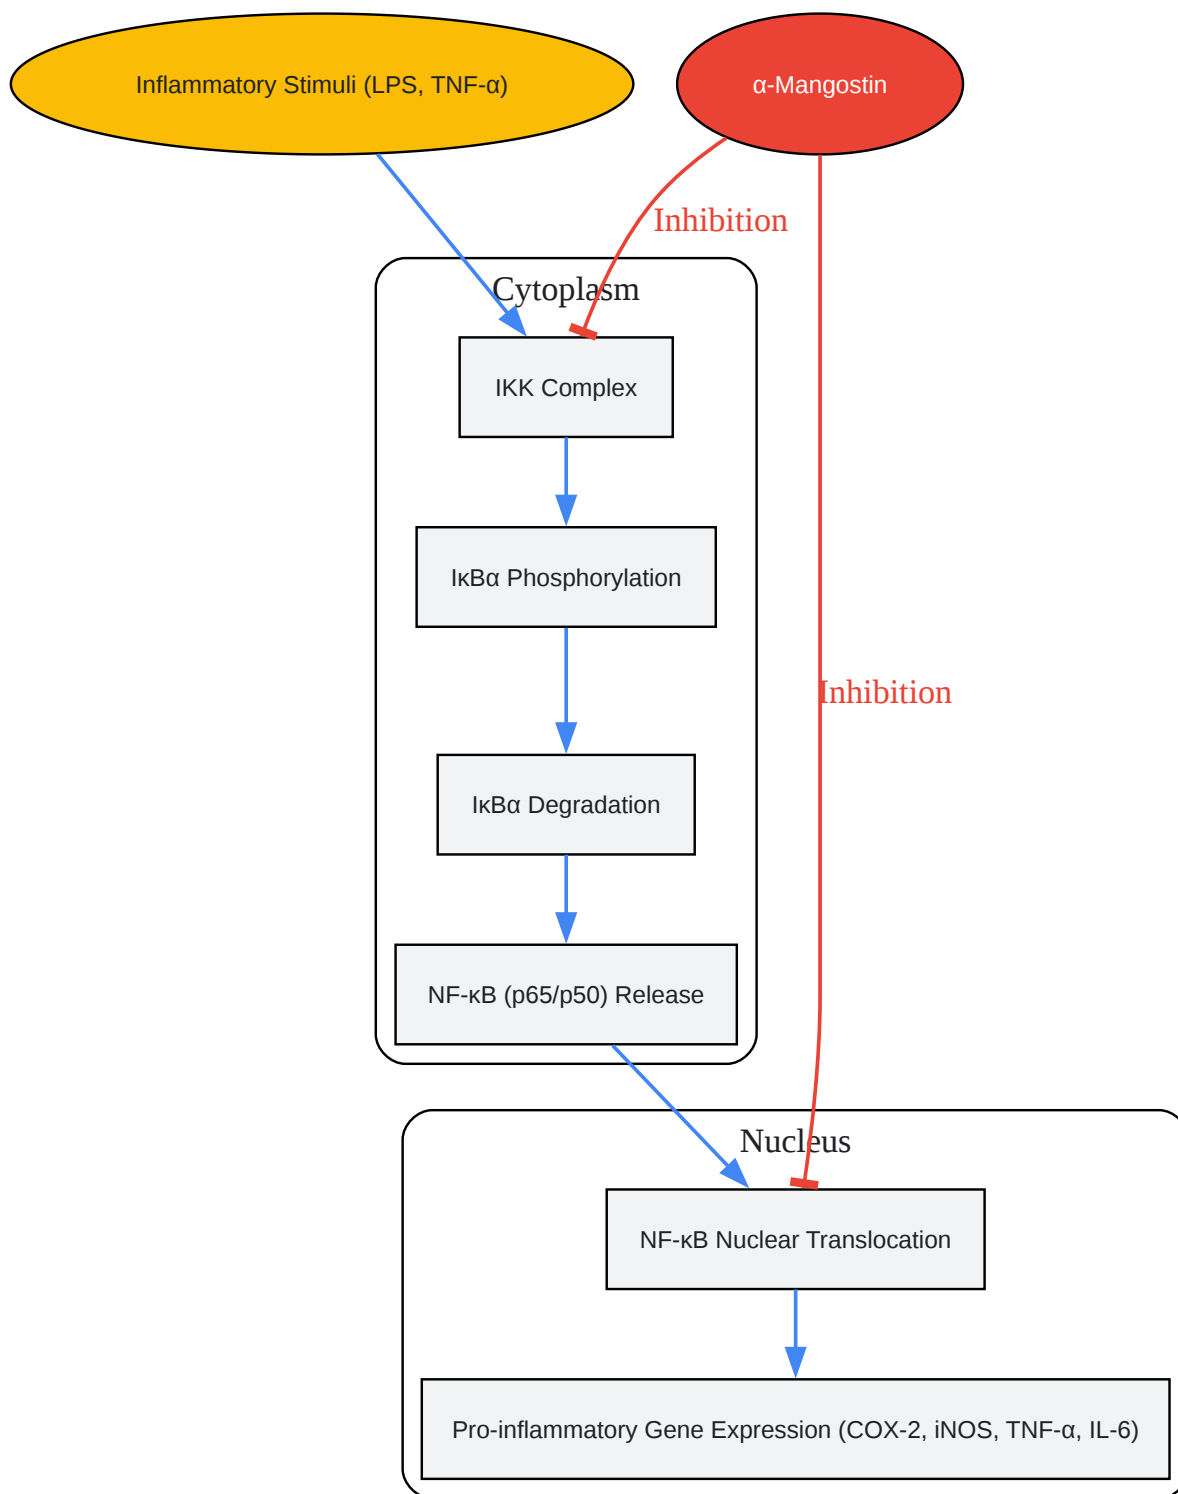 Inflammatory Stimuli (LPS, TNF-α)
α-Mangostin
Inhibition
Cytoplasm
IKK Complex
IκBα Phosphorylation
Inhibition
IκBα Degradation
NF-κB (p65/p50) Release
Nucleus
NF-κB Nuclear Translocation
Pro-inflammatory Gene Expression (COX-2, iNOS, TNF-α, IL-6)